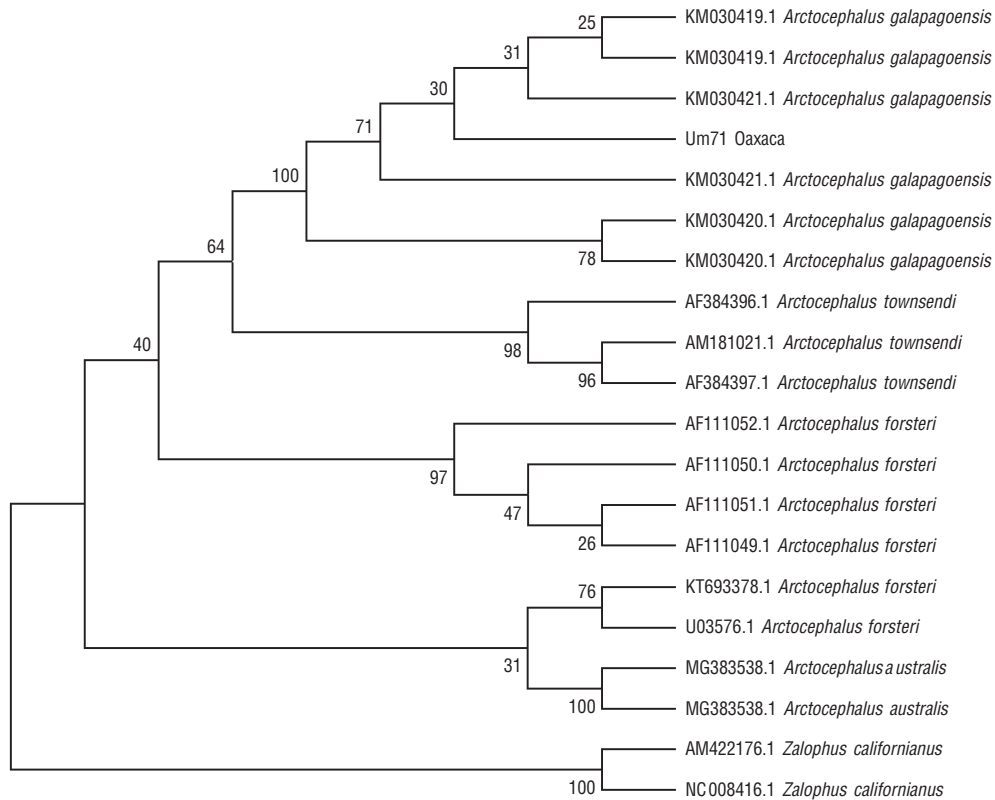 25
KM030419.1 Arctocephalus galapagoensis
31
KM030419.1 Arctocephalus galapagoensis
30
KM030421.1 Arctocephalus galapagoensis
71
Um71 Oaxaca
100
KM030421.1 Arctocephalus galapagoensis
KM030420.1 Arctocephalus galapagoensis
64
78
KM030420.1 Arctocephalus galapagoensis
AF384396.1 Arctocephalus townsendi
40
98
AM181021.1 Arctocephalus townsendi
96
AF384397.1 Arctocephalus townsendi
AF111052.1 Arctocephalus forsteri
97
AF111050.1 Arctocephalus forsteri
47
AF111051.1 Arctocephalus forsteri
26
AF111049.1 Arctocephalus forsteri
76
KT693378.1 Arctocephalus forsteri
U03576.1 Arctocephalus forsteri
31
MG383538.1 Arctocephalusa ustralis
100
MG383538.1 Arctocephalus australis
AM422176.1 Zalophus californianus
100
NC008416.1 Zalophus californianus